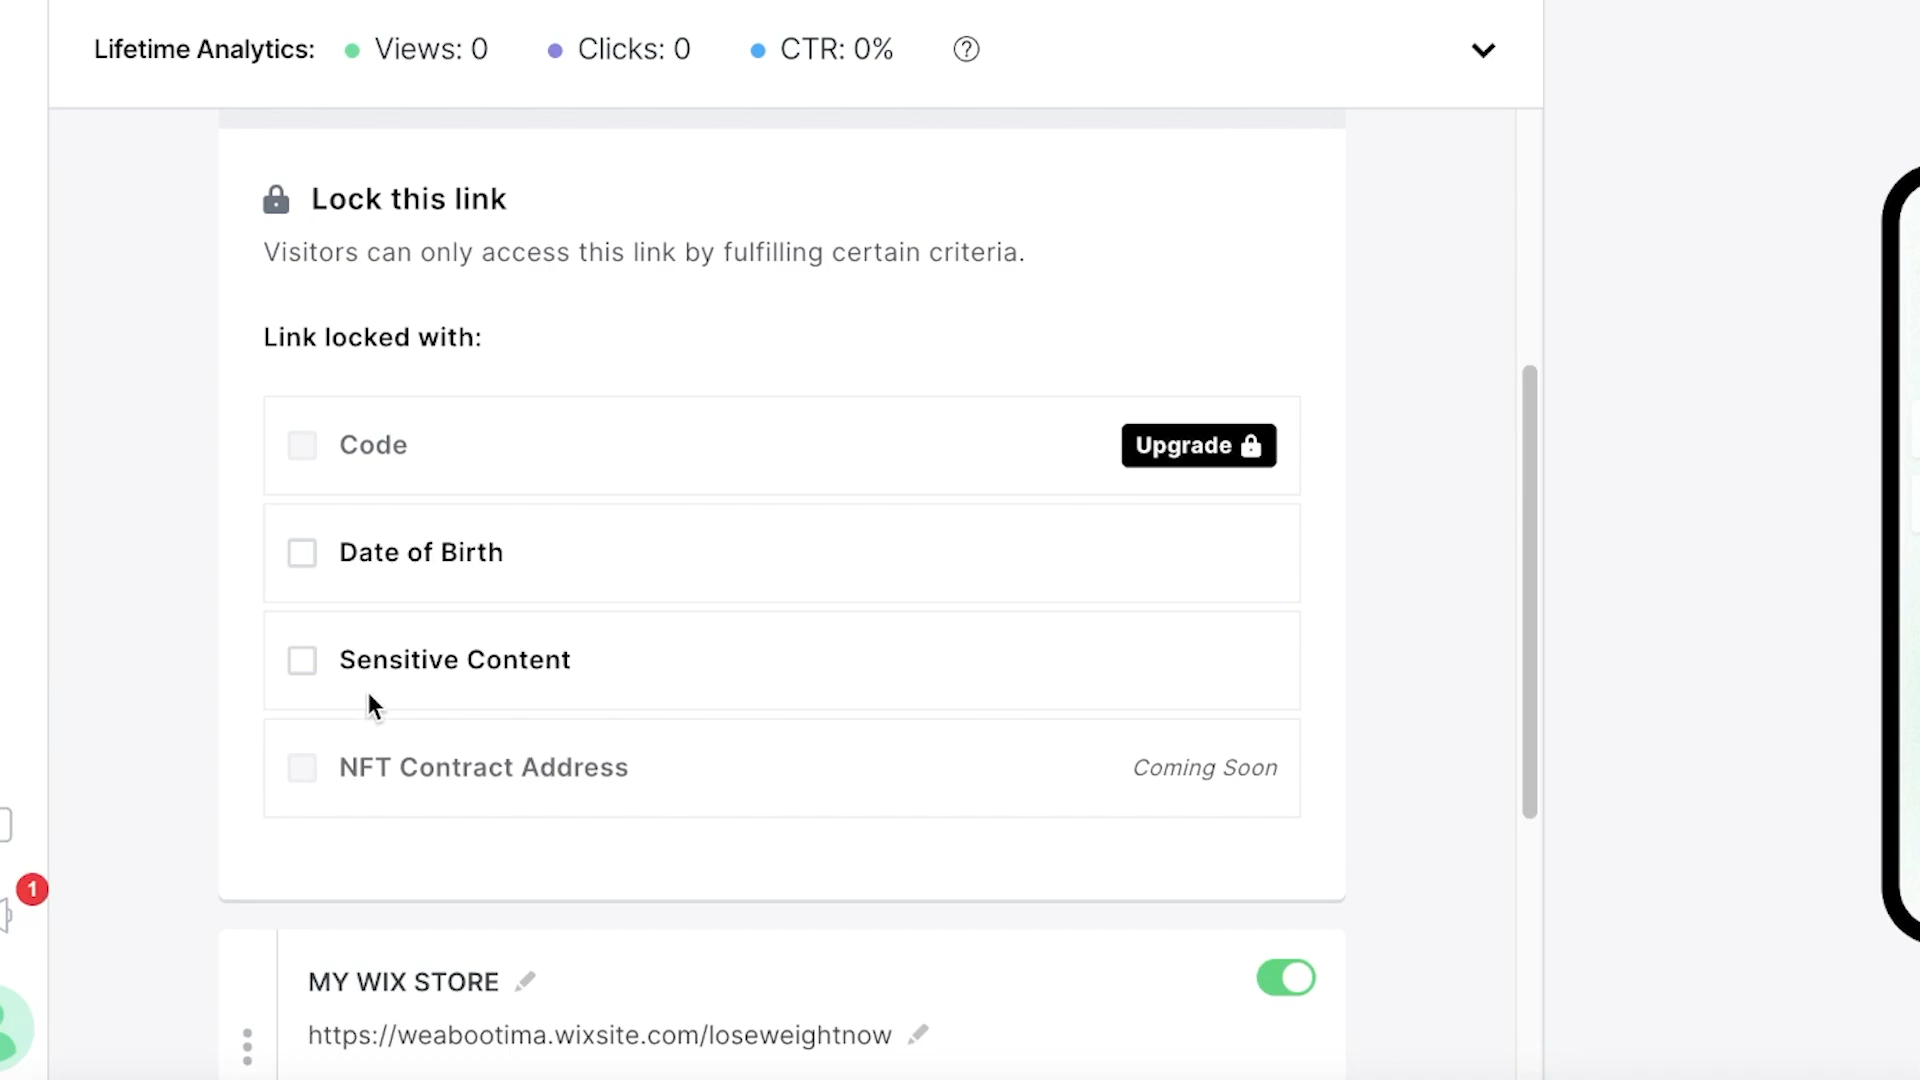 Lifetime Analytics: Views: 0 Clicks: 0 CTR: 0% ?
Lock this link
Visitors can only access this link by fulfilling certain criteria.
Link locked with:
Code Upgrade
Date of Birth
Sensitive Content
NFT Contract Address Coming Soon
1
MY WIX STORE
https://weabootima.wixsite.com/loseweightnow